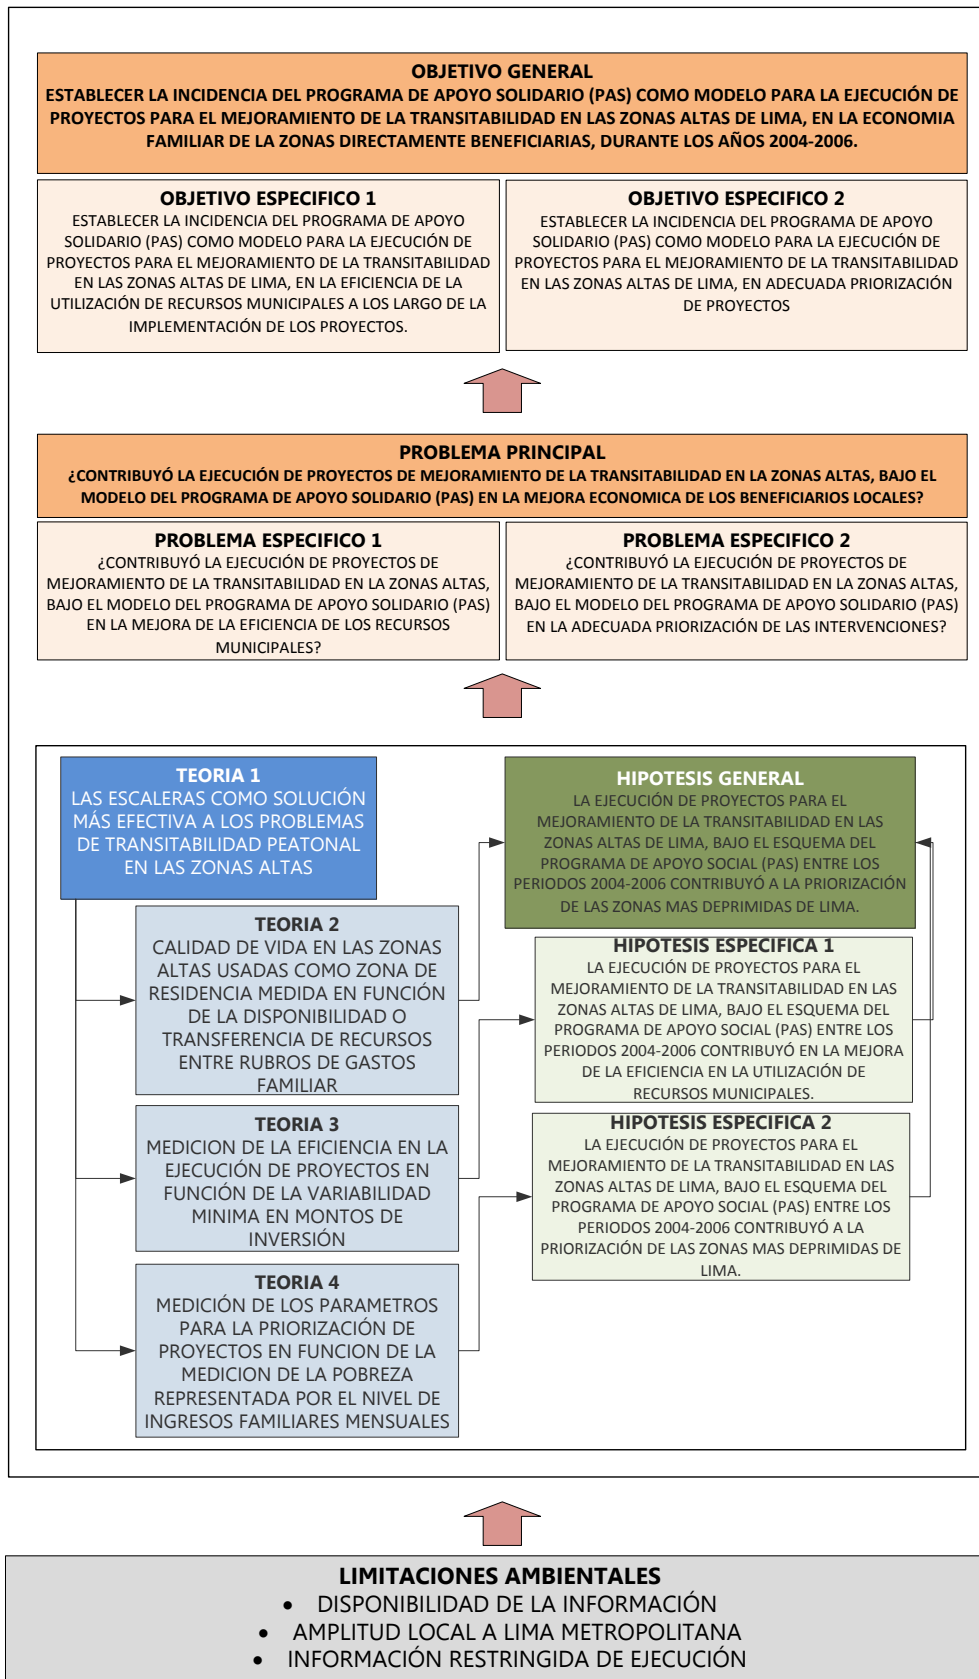 OBJETIVO GENERAL
ESTABLECER LA INCIDENCIA DEL PROGRAMA DE APOYO SOLIDARIO (PAS) COMO MODELO PARA LA EJECUCIÓN DE
PROYECTOS PARA EL MEJORAMIENTO DE LA TRANSITABILIDAD EN LAS ZONAS ALTAS DE LIMA, EN LA ECONOMIA
FAMILIAR DE LA ZONAS DIRECTAMENTE BENEFICIARIAS, DURANTE LOS AÑOS 2004-2006.
OBJETIVO ESPECIFICO 1
ESTABLECER LA INCIDENCIA DEL PROGRAMA DE APOYO
SOLIDARIO (PAS) COMO MODELO PARA LA EJECUCIÓN DE
PROYECTOS PARA EL MEJORAMIENTO DE LA TRANSITABILIDAD
EN LAS ZONAS ALTAS DE LIMA, EN LA EFICIENCIA DE LA
UTILIZACIÓN DE RECURSOS MUNICIPALES A LOS LARGO DE LA
IMPLEMENTACIÓN DE LOS PROYECTOS.
OBJETIVO ESPECIFICO 2
ESTABLECER LA INCIDENCIA DEL PROGRAMA DE APOYO
SOLIDARIO (PAS) COMO MODELO PARA LA EJECUCIÓN DE
PROYECTOS PARA EL MEJORAMIENTO DE LA TRANSITABILIDAD
EN LAS ZONAS ALTAS DE LIMA, EN ADECUADA PRIORIZACIÓN
DE PROYECTOS
PROBLEMA PRINCIPAL
¿CONTRIBUYÓ LA EJECUCIÓN DE PROYECTOS DE MEJORAMIENTO DE LA TRANSITABILIDAD EN LA ZONAS ALTAS, BAJO EL
MODELO DEL PROGRAMA DE APOYO SOLIDARIO (PAS) EN LA MEJORA ECONOMICA DE LOS BENEFICIARIOS LOCALES?
PROBLEMA ESPECIFICO 1
¿CONTRIBUYÓ LA EJECUCIÓN DE PROYECTOS DE
MEJORAMIENTO DE LA TRANSITABILIDAD EN LA ZONAS ALTAS,
BAJO EL MODELO DEL PROGRAMA DE APOYO SOLIDARIO (PAS)
EN LA MEJORA DE LA EFICIENCIA DE LOS RECURSOS
MUNICIPALES?
PROBLEMA ESPECIFICO 2
¿CONTRIBUYÓ LA EJECUCIÓN DE PROYECTOS DE
MEJORAMIENTO DE LA TRANSITABILIDAD EN LA ZONAS ALTAS,
BAJO EL MODELO DEL PROGRAMA DE APOYO SOLIDARIO (PAS)
EN LA ADECUADA PRIORIZACIÓN DE LAS INTERVENCIONES?
TEORIA 1
LAS ESCALERAS COMO SOLUCIÓN
MÁS EFECTIVA A LOS PROBLEMAS
DE TRANSITABILIDAD PEATONAL
EN LAS ZONAS ALTAS
TEORIA 2
CALIDAD DE VIDA EN LAS ZONAS
ALTAS USADAS COMO ZONA DE
RESIDENCIA MEDIDA EN FUNCIÓN
DE LA DISPONIBILIDAD O
TRANSFERENCIA DE RECURSOS
ENTRE RUBROS DE GASTOS
FAMILIAR
TEORIA 3
MEDICION DE LA EFICIENCIA EN LA
EJECUCIÓN DE PROYECTOS EN
FUNCIÓN DE LA VARIABILIDAD
MINIMA EN MONTOS DE
INVERSIÓN
TEORIA 4
MEDICIÓN DE LOS PARAMETROS
PARA LA PRIORIZACIÓN DE
PROYECTOS EN FUNCION DE LA
MEDICION DE LA POBREZA
REPRESENTADA POR EL NIVEL DE
INGRESOS FAMILIARES MENSUALES
HIPOTESIS GENERAL
LA EJECUCIÓN DE PROYECTOS PARA EL
MEJORAMIENTO DE LA TRANSITABILIDAD EN LAS
ZONAS ALTAS DE LIMA, BAJO EL ESQUEMA DEL
PROGRAMA DE APOYO SOCIAL (PAS) ENTRE LOS
PERIODOS 2004-2006 CONTRIBUYÓ A LA PRIORIZACIÓN
DE LAS ZONAS MAS DEPRIMIDAS DE LIMA.
HIPOTESIS ESPECIFICA 1
LA EJECUCIÓN DE PROYECTOS PARA EL
MEJORAMIENTO DE LA TRANSITABILIDAD EN LAS
ZONAS ALTAS DE LIMA, BAJO EL ESQUEMA DEL
PROGRAMA DE APOYO SOCIAL (PAS) ENTRE LOS
PERIODOS 2004-2006 CONTRIBUYÓ EN LA MEJORA
DE LA EFICIENCIA EN LA UTILIZACIÓN DE
RECURSOS MUNICIPALES.
HIPOTESIS ESPECIFICA 2
LA EJECUCIÓN DE PROYECTOS PARA EL
MEJORAMIENTO DE LA TRANSITABILIDAD EN LAS
ZONAS ALTAS DE LIMA, BAJO EL ESQUEMA DEL
PROGRAMA DE APOYO SOCIAL (PAS) ENTRE LOS
PERIODOS 2004-2006 CONTRIBUYÓ A LA
PRIORIZACIÓN DE LAS ZONAS MAS DEPRIMIDAS DE
LIMA.
LIMITACIONES AMBIENTALES
• DISPONIBILIDAD DE LA INFORMACIÓN
• AMPLITUD LOCAL A LIMA METROPOLITANA
• INFORMACIÓN RESTRINGIDA DE EJECUCIÓN